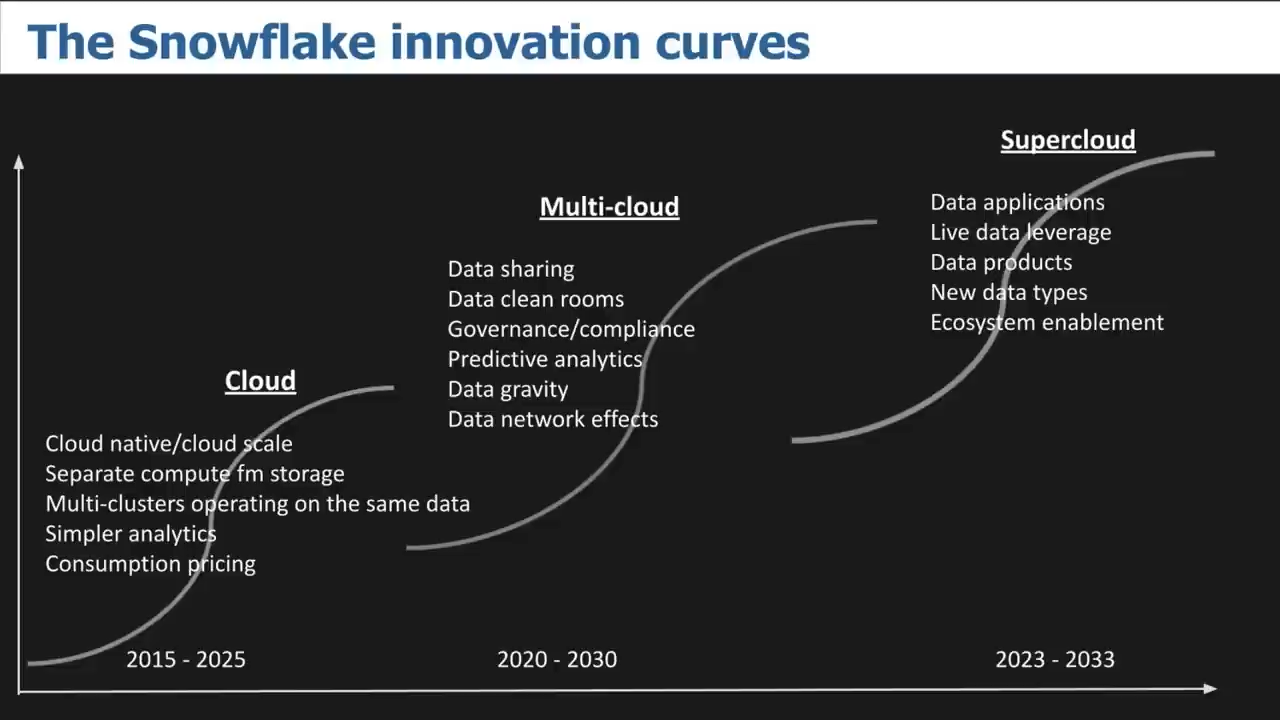 The Snowflake innovation curves
Supercloud
Data applications
Live data leverage
Data products
New data types
Ecosystem enablement
Multi-cloud
Data sharing
Data clean rooms
Governance/compliance
Predictive analytics
Data gravity
Data network effects
Cloud
Cloud native/cloud scale
Separate compute fm storage
Multi-clusters operating on the same data
Simpler analytics
Consumption pricing
2015 - 2025
2020 - 2030
2023 - 2033